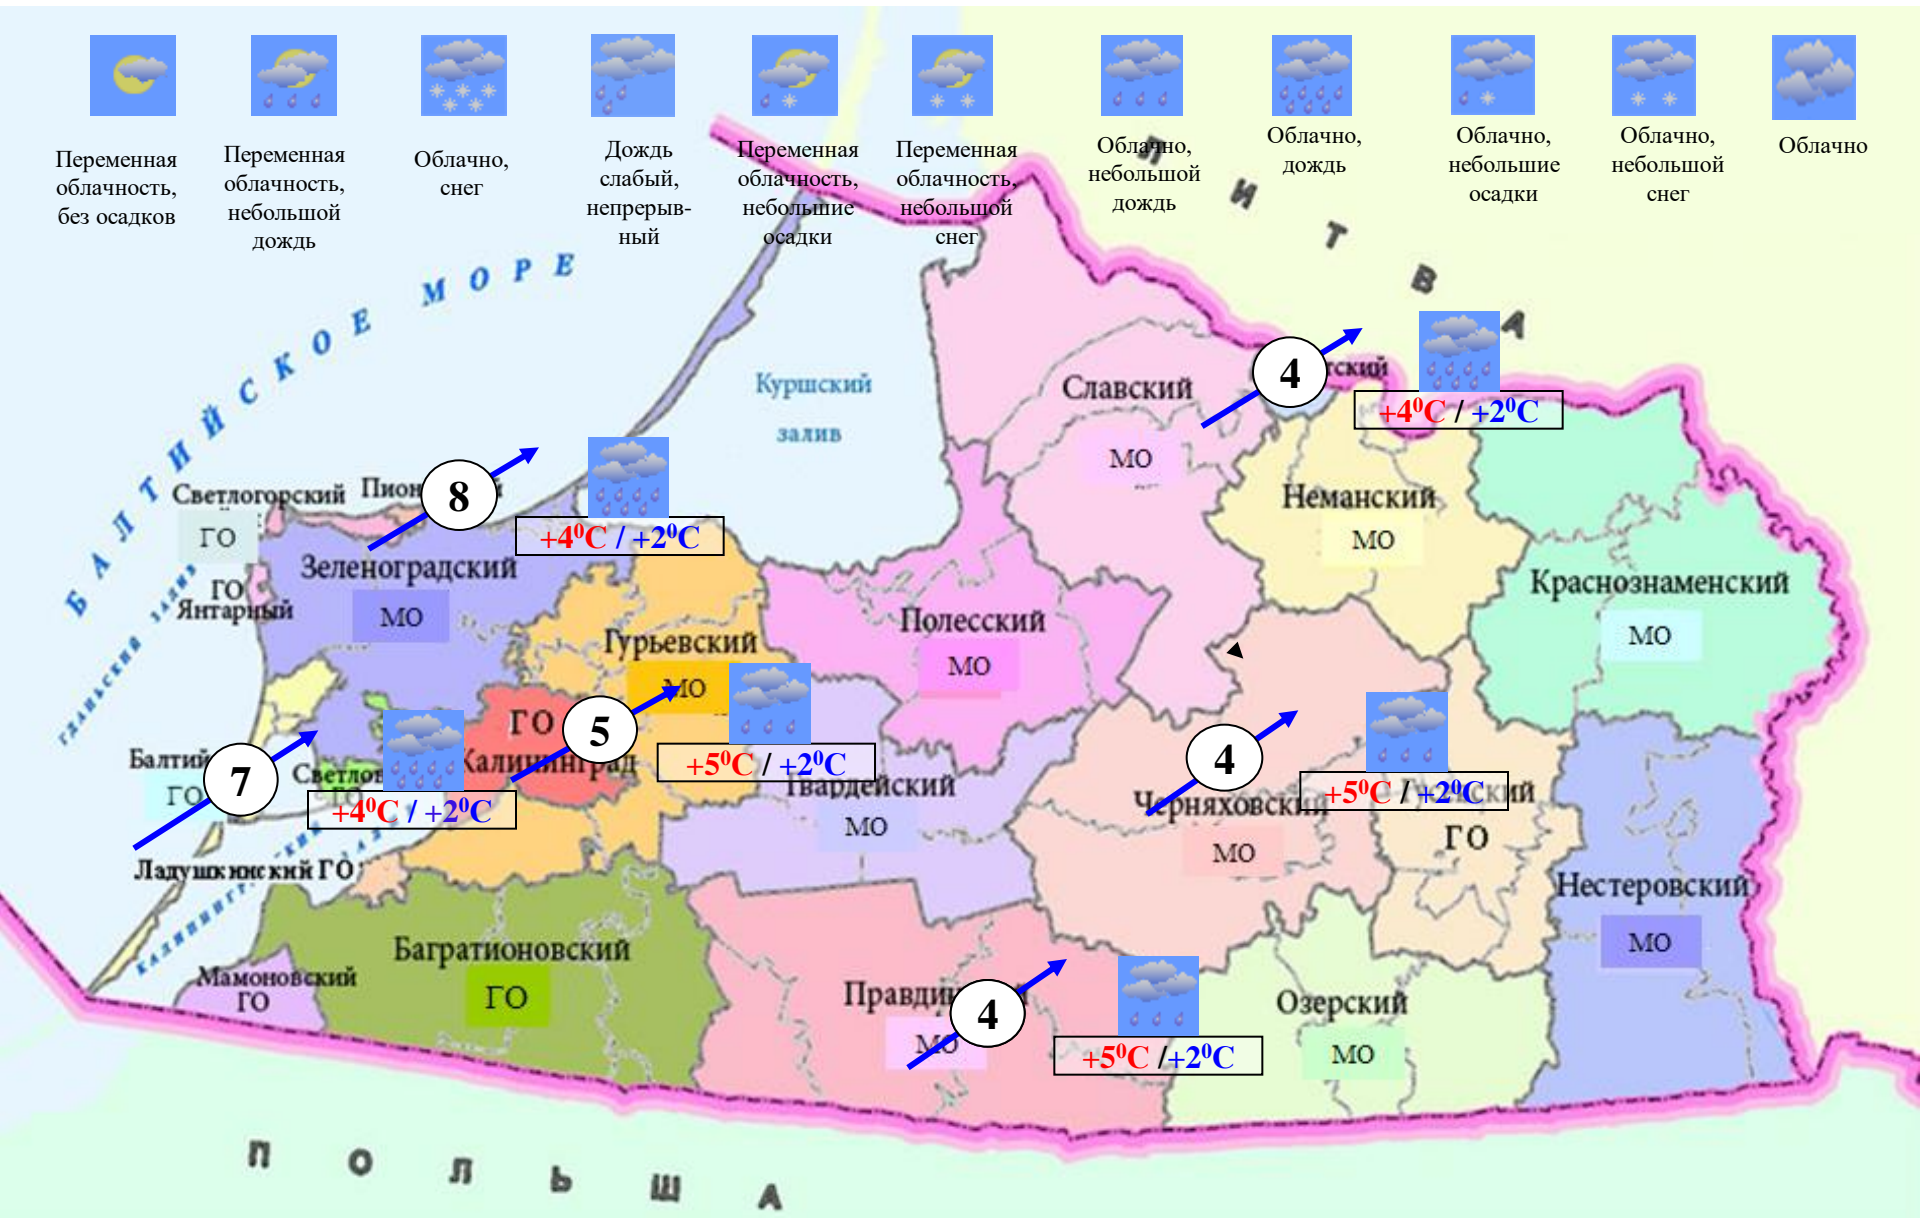 Переменная
облачность,
без осадков
Переменная
облачность,
небольшой
дождь
Облачно,
снег
Дождь
слабый,
непрерыв-
ный
Переменная
облачность,
небольшие
осадки
Переменная
облачность,
небольшой
снег
Облачно,
небольшой
дождь
Облачно,
дождь
Облачно,
небольшие
осадки
Облачно,
небольшой
снег
Облачно
ЛИТВА
БАЛТИЙСКОЕ МОРЕ
Куршский
залив
Славский
МО
4
+4⁰C / +2⁰C
8
+4⁰C / +2⁰C
Светлогорский
ГО
Зеленоградский
МО
ГО
Янтарный
Неманский
МО
Краснознаменский
МО
Полесский
МО
Гурьевский
МО
ГО
Калининград
5
+5⁰C / +2⁰C
7
ГО
+4⁰C / +2⁰C
Твардейский
МО
4
Черняховский
МО
+5⁰C / +2⁰C
ГО
Ладушкинский ГО
Нестеровский
МО
Багратионовский
ГО
Мамоновский
ГО
4
МО
+5⁰C /+2⁰C
Озерский
МО
ПОЛЬША